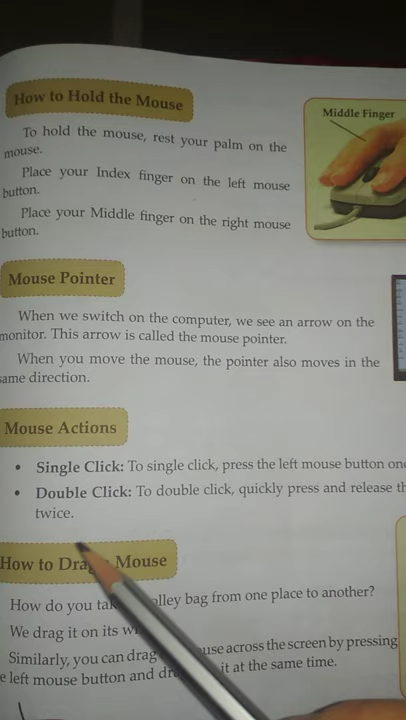 How to Hold the Mouse
Middle Finger
To hold the mouse, rest your palm on the
mouse.
Place your Index finger on the left mouse
button.
Place your Middle finger on the right mouse
button.
Mouse Pointer
When we switch on the computer, we see an arrow on the
monitor. This arrow is called the mouse pointer.
When you move the mouse, the pointer also moves in the
ame direction.
Mouse Actions
• Single Click: To single click, press the left mouse button
• Double Click: To double click, quickly press and release
twice.
How to Drag Mouse
How do you olley bag from one place to another?
We drag it on its
Similarly, you can drag use across the screen by pressing
e left mouse button and it at the same time.